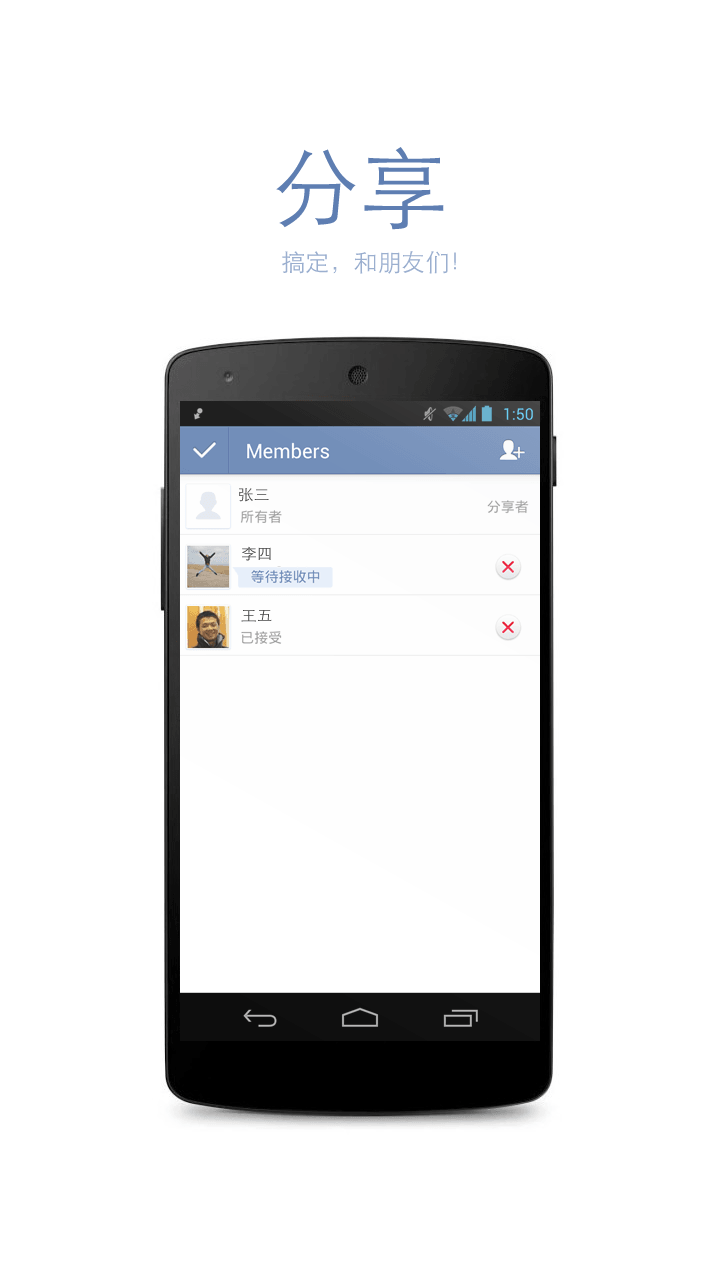 分享
搞定，和朋友们！
1:50
Members
张三
所有者
分享者
李四
等待接收中
王五
已接受